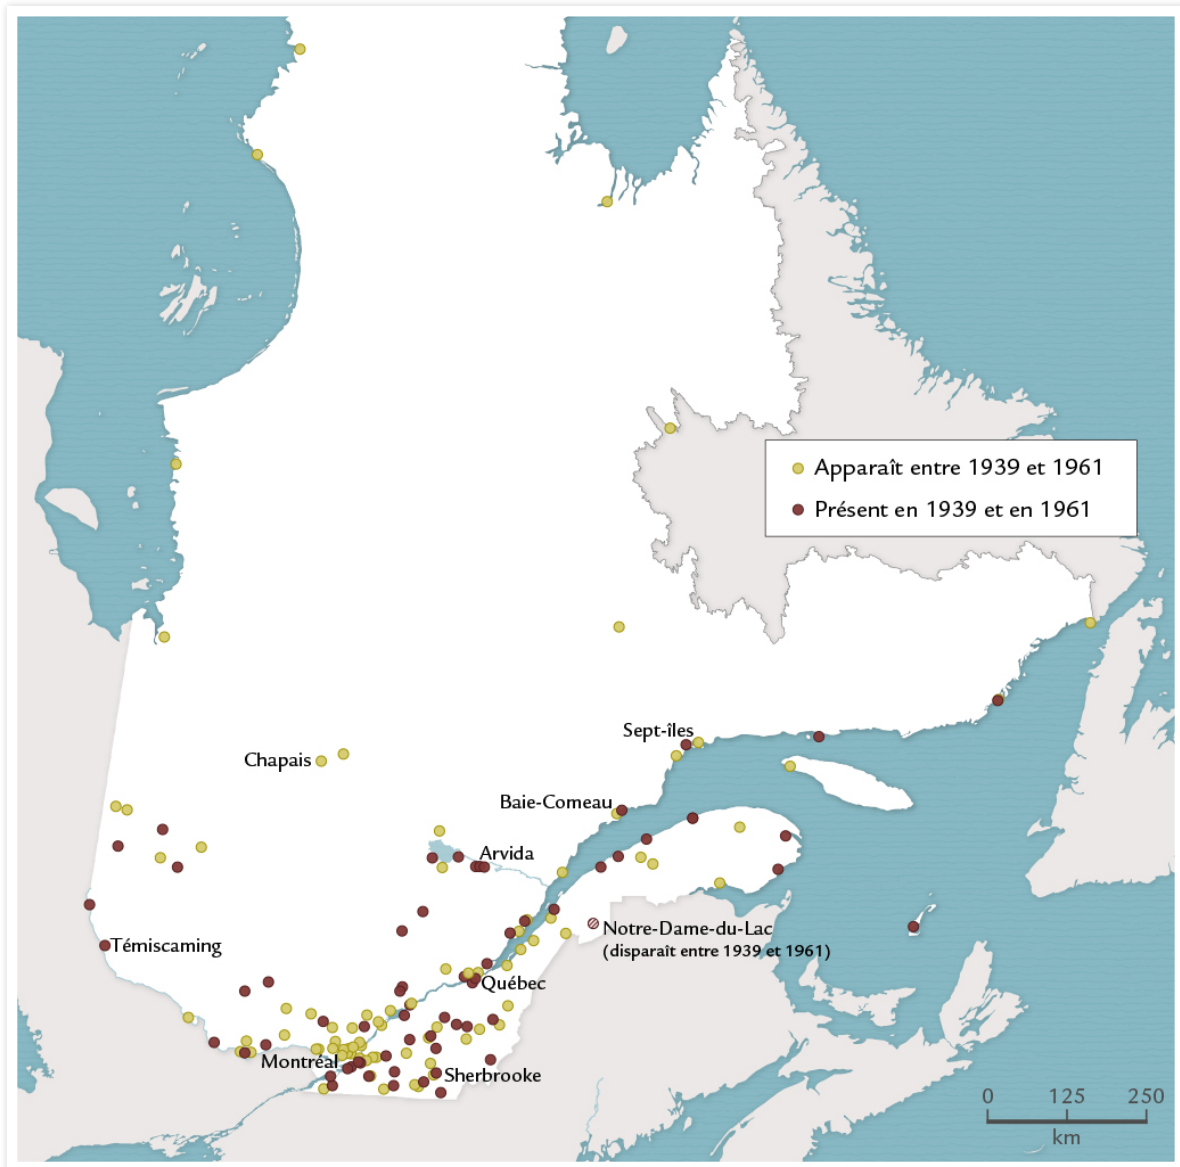 Apparaît entre 1939 et 1961
Présent en 1939 et en 1961
Sept-îles
Chapais
Baie-Comeau
Arvida
Notre-Dame-du-Lac
(disparaît entre 1939 et 1961)
Témiscaming
Québec
Montréal
Sherbrooke
0 125 250
km